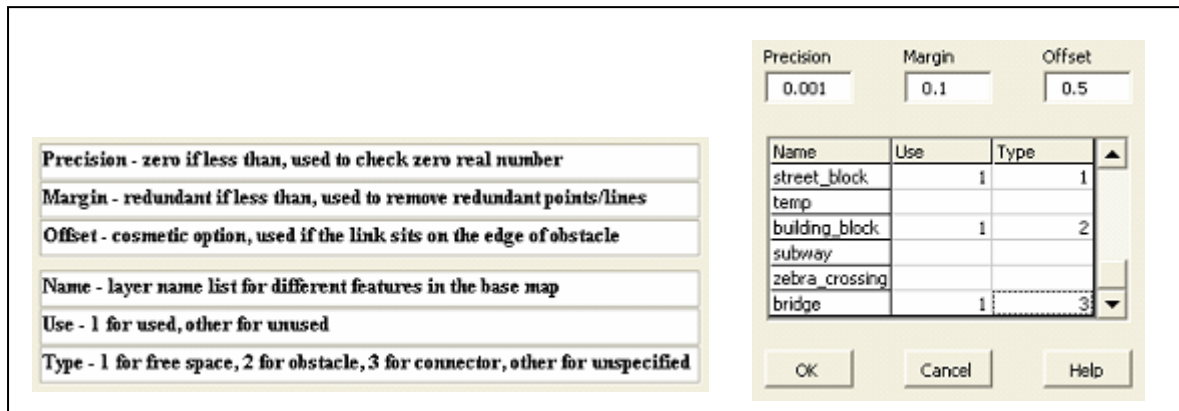 Precision - zero if less than, used to check zero real number
Margin - redundant if less than, used to remove redundant points/lines
Offset - cosmetic option, used if the link sits on the edge of obstacle
Name - layer name list for different features in the base map
Use - 1 for used, other for unused
Type - 1 for free space, 2 for obstacle, 3 for connector, other for unspecified
Precision Margin Offset
0.001 0.1 0.5
Name Use Type
street_block 1 1
temp
building_block 1 2
subway
zebra_crossing
bridge 1 3
OK Cancel Help